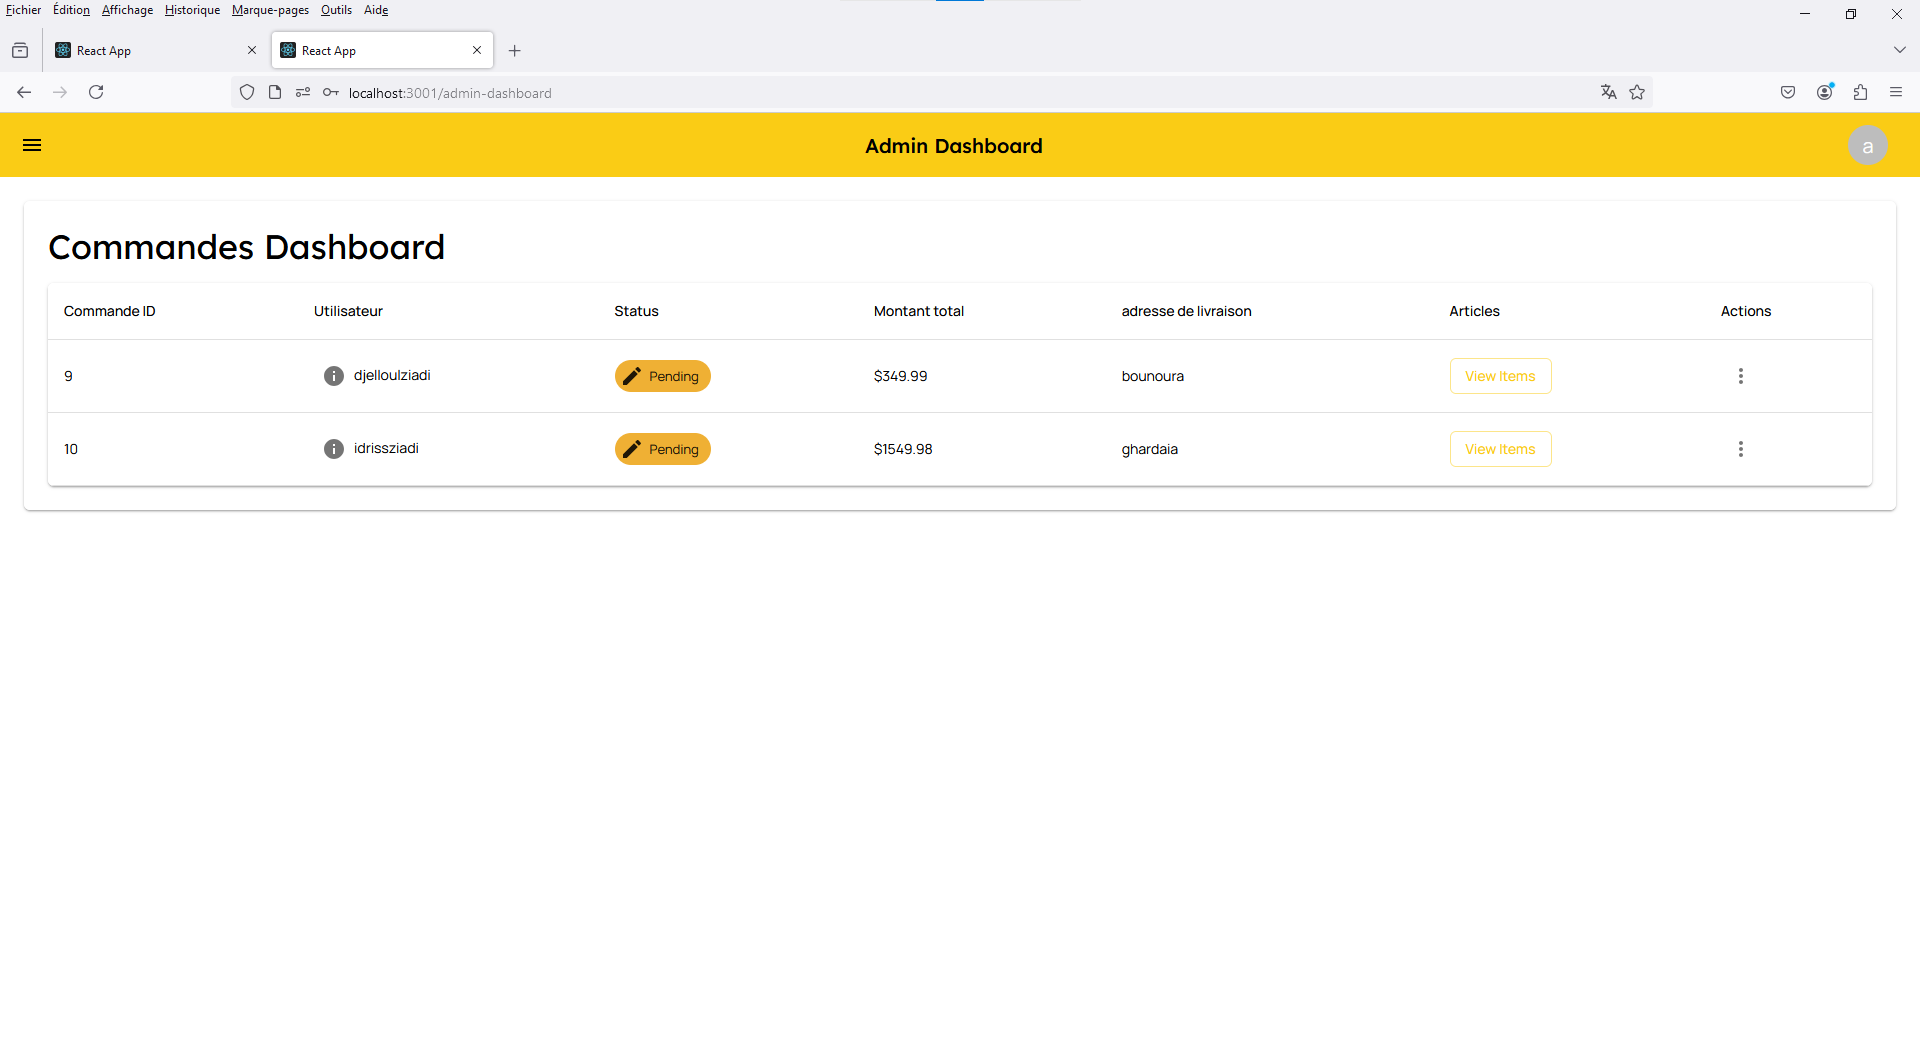 Fichier Édition Affichage Historique Marque-pages Outils Aide
React App React App
localhost:3001/admin-dashboard
Admin Dashboard a
Commandes Dashboard
Commande ID Utilisateur Status Montant total adresse de livraison Articles Actions
9 djelloulziadi Pending $349.99 bounoura View Items
10 idrissziadi Pending $1549.98 ghardaia View Items